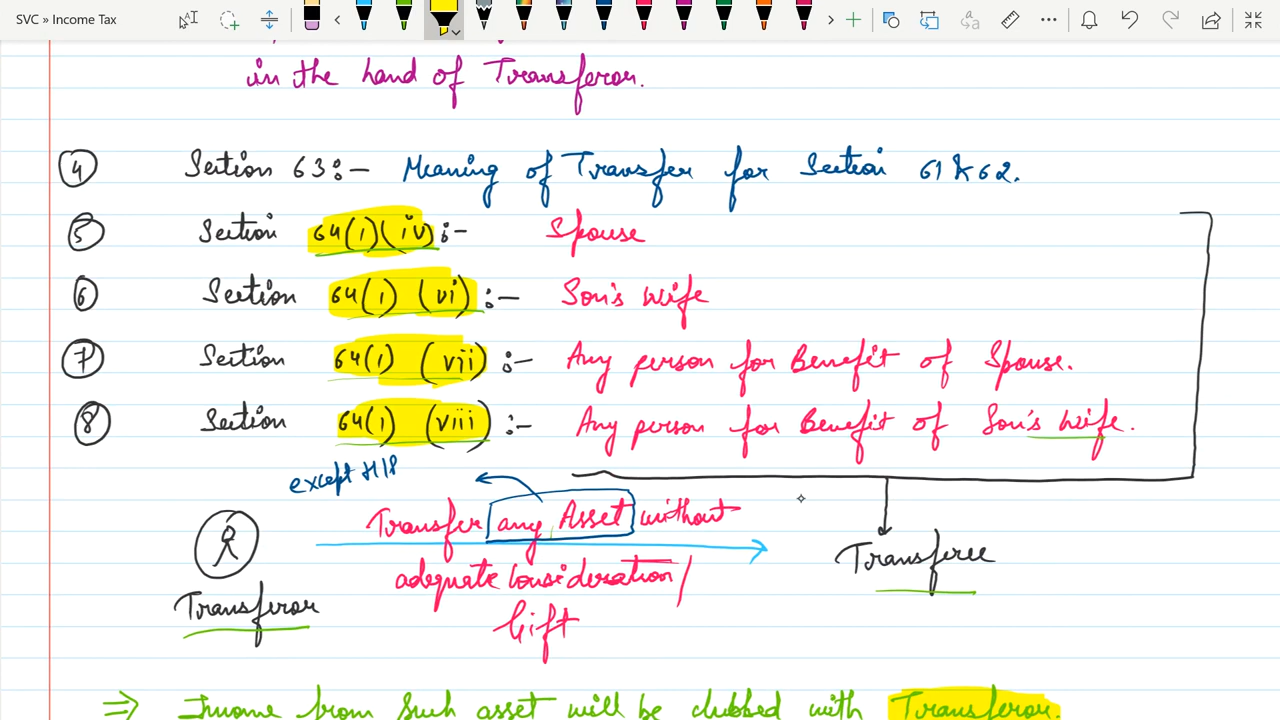 SVC » Income Tax
in the hand of Transferor.
④ Section 63:- Meaning of Transfer for Section 61 & 62.
⑤ Section 64(1)(iv):- Spouse
⑥ Section 64(1) (vi):- Son's Wife
⑦ Section 64(1) (vii):- Any person for Benefit of Spouse.
⑧ Section 64(1) (viii):- Any person for Benefit of Son's Wife.
except H/P
Transfer any Asset without
adequate Consideration/
Gift
Transferor
Transferee
⇒ Income from such asset will be clubbed with Transferor.